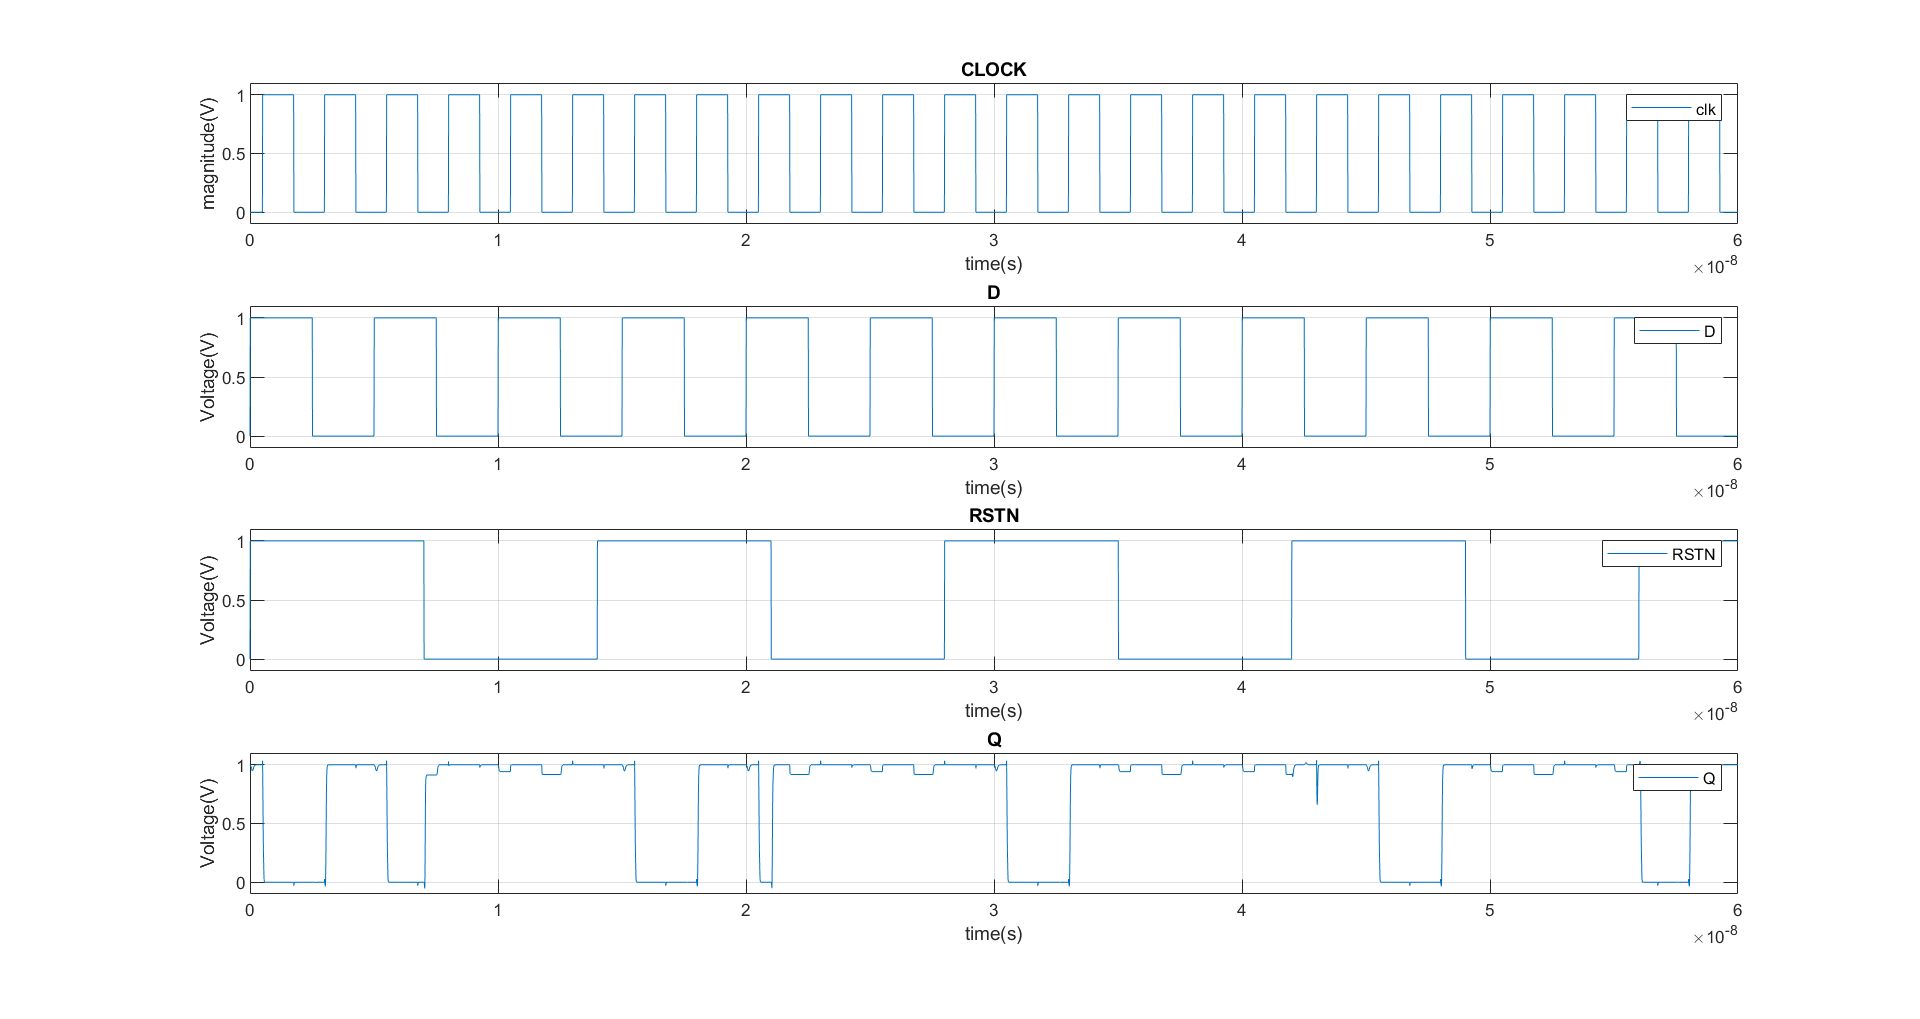 CLOCK
magnitude(V)
1
0.5
0
clk
0 1 2 3 4 5 6
time(s)
×10-8
D
Voltage(V)
1
0.5
0
D
0 1 2 3 4 5 6
time(s)
×10-8
RSTN
Voltage(V)
1
0.5
0
RSTN
0 1 2 3 4 5 6
time(s)
×10-8
Q
Voltage(V)
1
0.5
0
Q
0 1 2 3 4 5 6
time(s)
×10-8